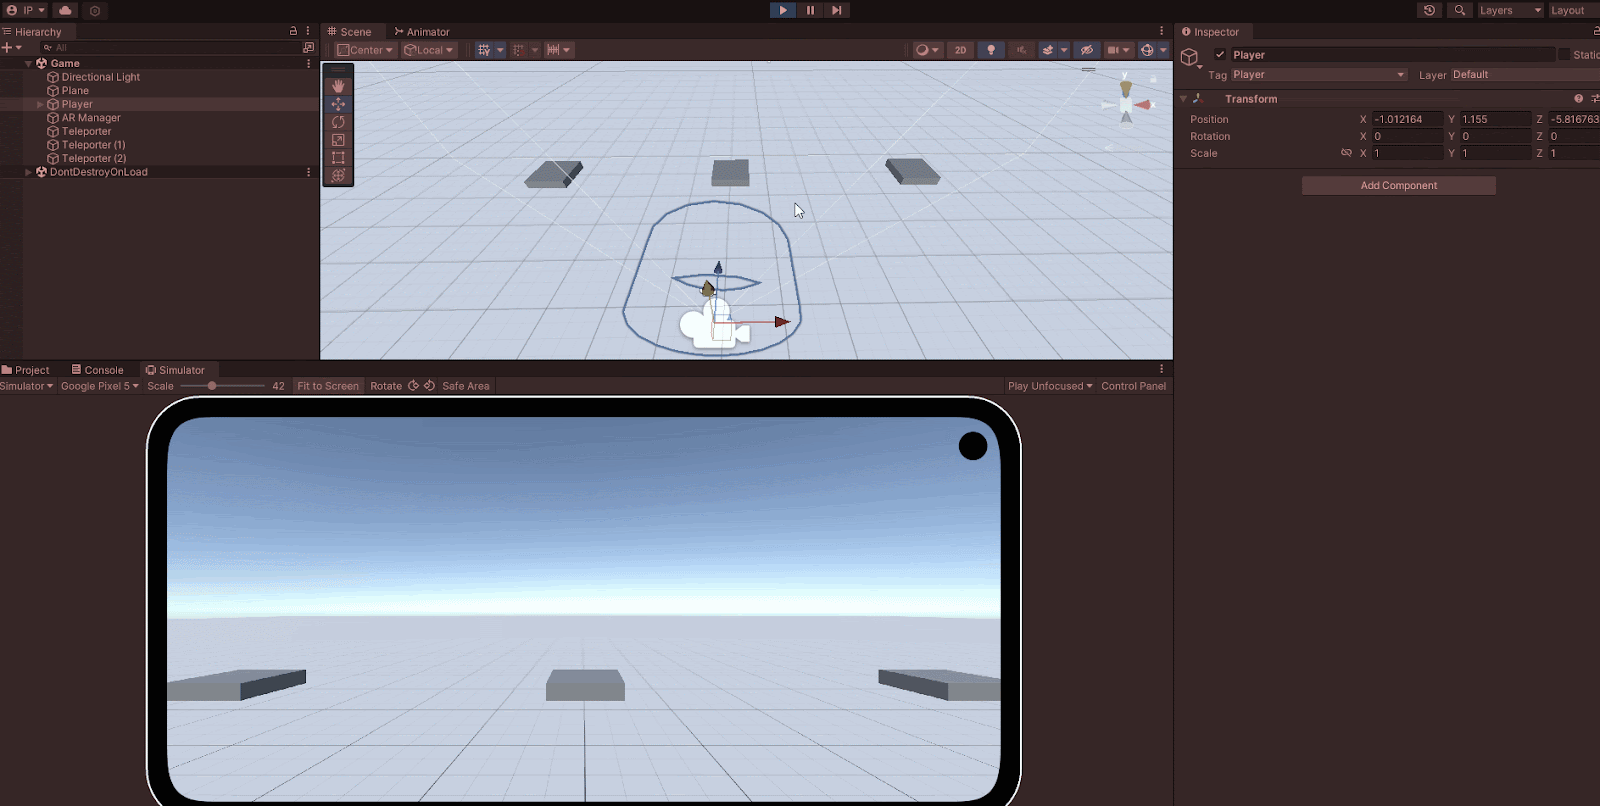 IP
Layers
Layout
Hierarchy
All
Game
Directional Light
Plane
Player
AR Manager
Teleporter
Teleporter (1)
Teleporter (2)
DontDestroyOnLoad
Scene
Animator
Center
Local
2D
y
x
Inspector
Player
Static
Tag
Player
Layer
Default
Transform
Position
X
-1.012164
Y
1.155
Z
-5.816763
Rotation
X
0
Y
0
Z
0
Scale
X
1
Y
1
Z
1
Add Component
Project
Console
Simulator
Simulator
Google Pixel 5
Scale
42
Fit to Screen
Rotate
Safe Area
Play Unfocused
Control Panel